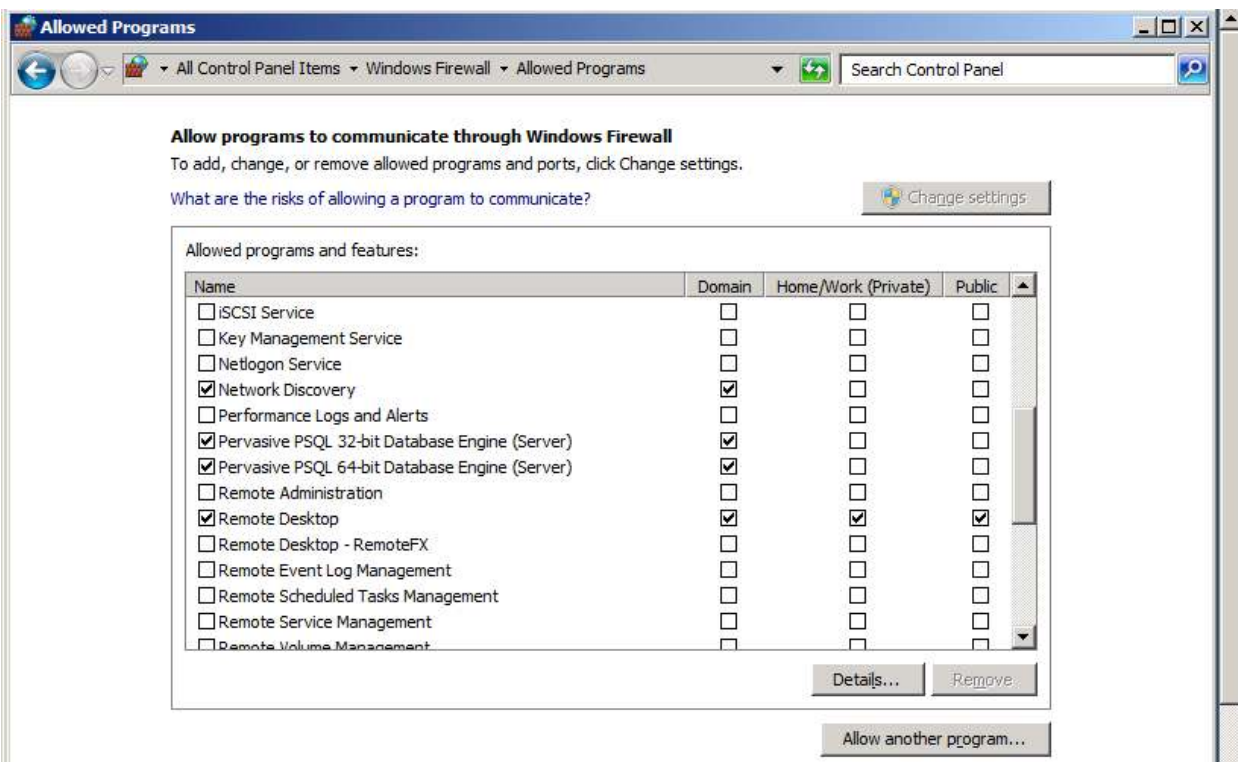 Allowed Programs
All Control Panel Items Windows Firewall Allowed Programs Search Control Panel
Allow programs to communicate through Windows Firewall
To add, change, or remove allowed programs and ports, click Change settings.
What are the risks of allowing a program to communicate? Change settings
Allowed programs and features:
Name Domain Home/Work (Private) Public
iSCSI Service
Key Management Service
Netlogon Service
Network Discovery
Performance Logs and Alerts
Pervasive PSQL 32-bit Database Engine (Server)
Pervasive PSQL 64-bit Database Engine (Server)
Remote Administration
Remote Desktop
Remote Desktop - RemoteFX
Remote Event Log Management
Remote Scheduled Tasks Management
Remote Service Management
Remote Volume Management
Details... Remove
Allow another program...